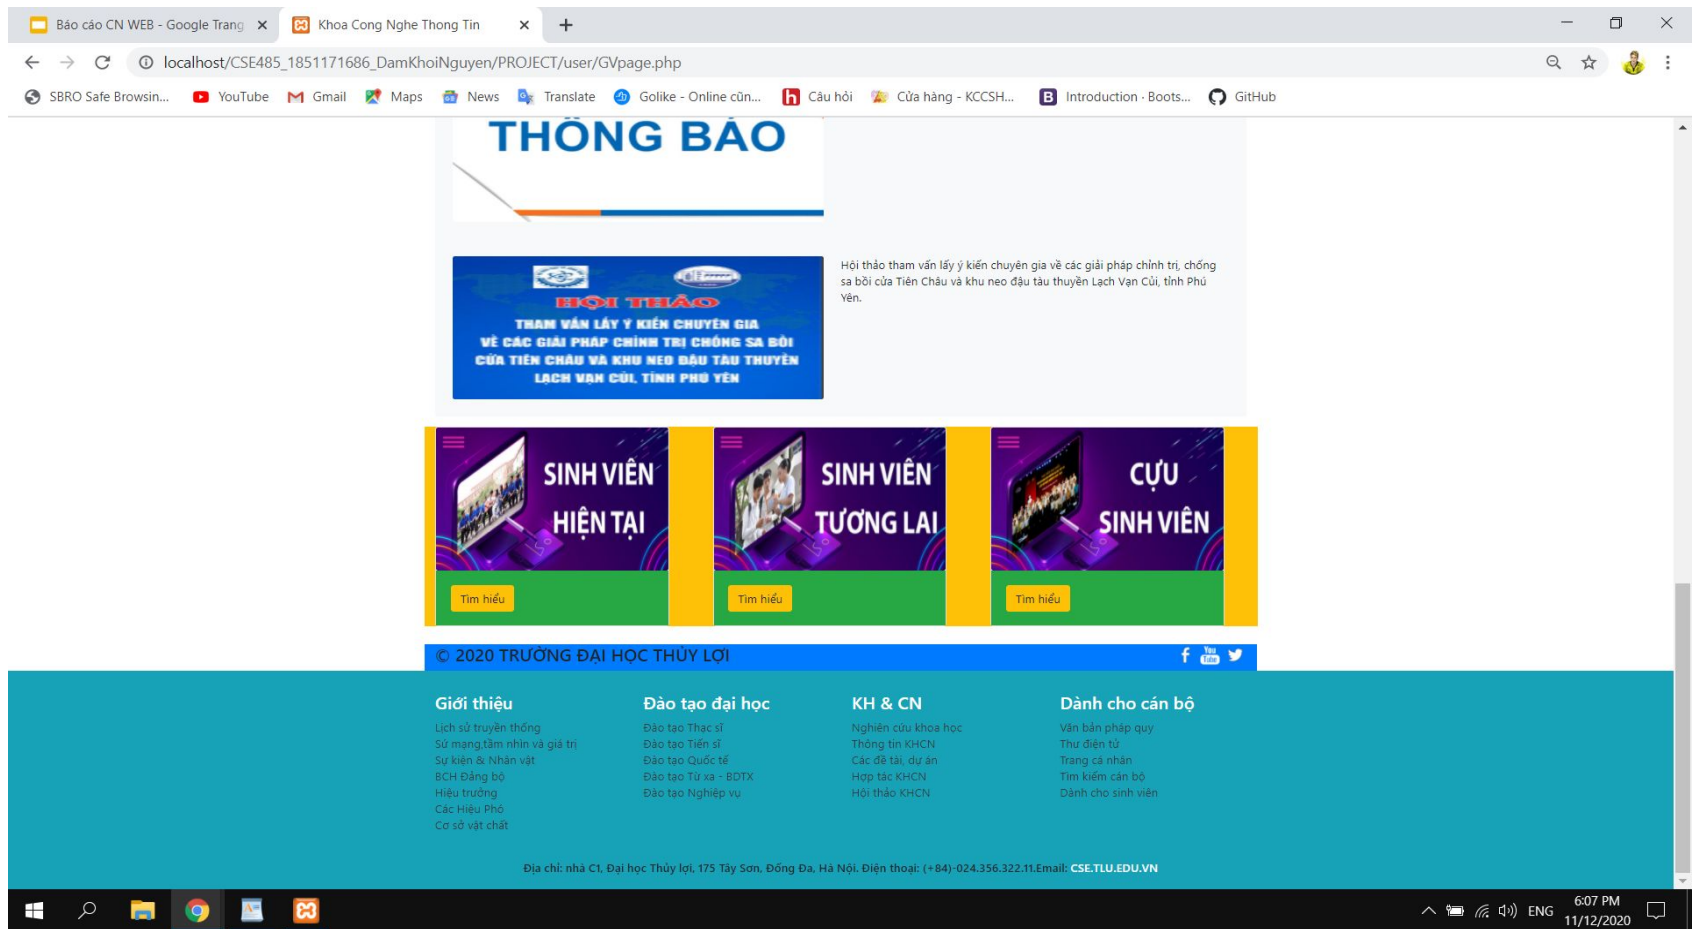 Báo cáo CN WEB - Google Trang
Khoa Cong Nghe Thong Tin
localhost/CSE485_1851171686_DamKhoiNguyen/PROJECT/user/GVpage.php
SBRO Safe Browsin...
YouTube
Gmail
Maps
News
Translate
Golike - Online cũn...
Câu hỏi
Cửa hàng - KCCSH...
Introduction · Boots...
GitHub
THÔNG BÁO
HỘI THẢO
THAM VẤN LẤY Ý KIẾN CHUYÊN GIA
VỀ CÁC GIẢI PHÁP CHỈNH TRỊ CHỐNG SA BỒI
CỬA TIÊN CHÂU VÀ KHU NEO ĐẬU TÀU THUYỀN
LẠCH VẠN CỦI, TỈNH PHÚ YÊN
Hội thảo tham vấn lấy ý kiến chuyên gia về các giải pháp chỉnh trị, chống
sa bồi cửa Tiên Châu và khu neo đậu tàu thuyền Lạch Vạn Củi, tỉnh Phú
Yên.
SINH VIÊN
HIỆN TẠI
Tìm hiểu
SINH VIÊN
TƯƠNG LAI
Tìm hiểu
CỰU
SINH VIÊN
Tìm hiểu
© 2020 TRƯỜNG ĐẠI HỌC THỦY LỢI
f You Tube
Giới thiệu
Lịch sử truyền thống
Sứ mạng,tầm nhìn và giá trị
Sự kiện & Nhân vật
BCH Đảng bộ
Hiệu trưởng
Các Hiệu Phó
Cơ sở vật chất
Đào tạo đại học
Đào tạo Thạc sĩ
Đào tạo Tiến sĩ
Đào tạo Quốc tế
Đào tạo Từ xa - BDTX
Đào tạo Nghiệp vụ
KH & CN
Nghiên cứu khoa học
Thông tin KHCN
Các đề tài, dự án
Hợp tác KHCN
Hội thảo KHCN
Dành cho cán bộ
Văn bản pháp quy
Thư điện tử
Trang cá nhân
Tìm kiếm cán bộ
Dành cho sinh viên
Địa chỉ: nhà C1, Đại học Thủy lợi, 175 Tây Sơn, Đống Đa, Hà Nội. Điện thoại: (+84)-024.356.322.11.Email: CSE.TLU.EDU.VN
ENG
6:07 PM
11/12/2020